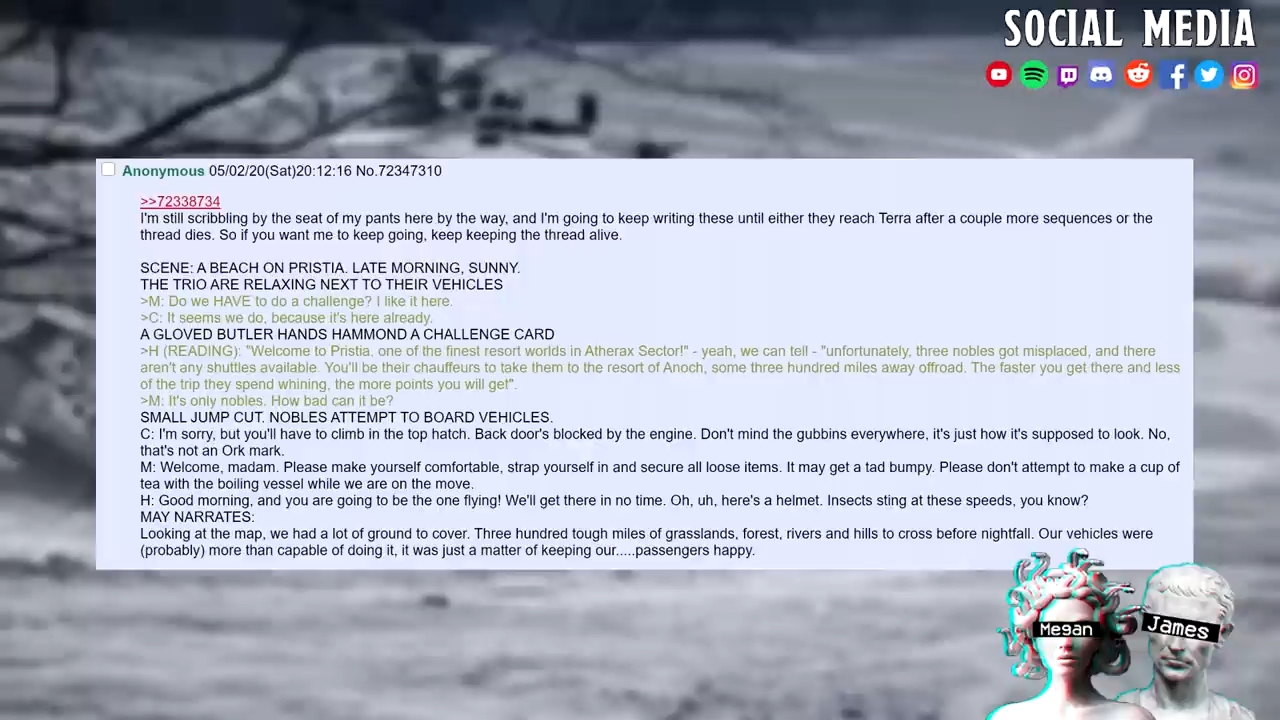 SOCIAL MEDIA
Anonymous 05/02/20(Sat)20:12:16 No.72347310
>>72338734
I'm still scribbling by the seat of my pants here by the way, and I'm going to keep writing these until either they reach Terra after a couple more sequences or the
thread dies. So if you want me to keep going, keep keeping the thread alive.
SCENE: A BEACH ON PRISTIA. LATE MORNING, SUNNY.
THE TRIO ARE RELAXING NEXT TO THEIR VEHICLES
>M: Do we HAVE to do a challenge? I like it here.
>C: It seems we do, because it's here already.
A GLOVED BUTLER HANDS HAMMOND A CHALLENGE CARD
>H (READING): "Welcome to Pristia. one of the finest resort worlds in Atherax Sector!" - yeah, we can tell - "unfortunately, three nobles got misplaced, and there
aren't any shuttles available. You'll be their chauffeurs to take them to the resort of Anoch, some three hundred miles away offroad. The faster you get there and less
of the trip they spend whining, the more points you will get".
>M: It's only nobles. How bad can it be?
SMALL JUMP CUT. NOBLES ATTEMPT TO BOARD VEHICLES.
C: I'm sorry, but you'll have to climb in the top hatch. Back door's blocked by the engine. Don't mind the gubbins everywhere, it's just how it's supposed to look. No,
that's not an Ork mark.
M: Welcome, madam. Please make yourself comfortable, strap yourself in and secure all loose items. It may get a tad bumpy. Please don't attempt to make a cup of
tea with the boiling vessel while we are on the move.
H: Good morning, and you are going to be the one flying! We'll get there in no time. Oh, uh, here's a helmet. Insects sting at these speeds, you know?
MAY NARRATES:
Looking at the map, we had a lot of ground to cover. Three hundred tough miles of grasslands, forest, rivers and hills to cross before nightfall. Our vehicles were
(probably) more than capable of doing it, it was just a matter of keeping our.....passengers happy.
Megan
James